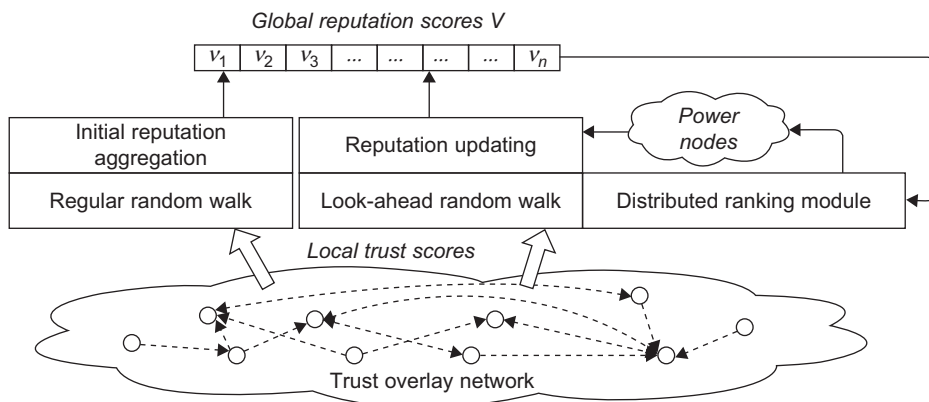 Global reputation scores V
v1 v2 v3 ... ... ... ... vn
Initial reputation
aggregation
Reputation updating
Power
nodes
Regular random walk
Look-ahead random walk
Distributed ranking module
Local trust scores
Trust overlay network